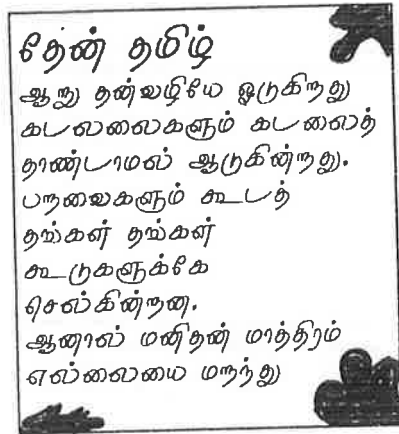 தேன் தமிழ்
ஆறு தன்வழியே ஓடுகிறது
கடலலைகளும் கடலைத்
தாண்டாமல் ஆடுகின்றது.
பறவைகளும் கூடத்
தங்கள் தங்கள்
கூடுகளுக்கே
செல்கின்றன.
ஆனால் மனிதன் மாத்திரம்
எல்லையை மறந்து